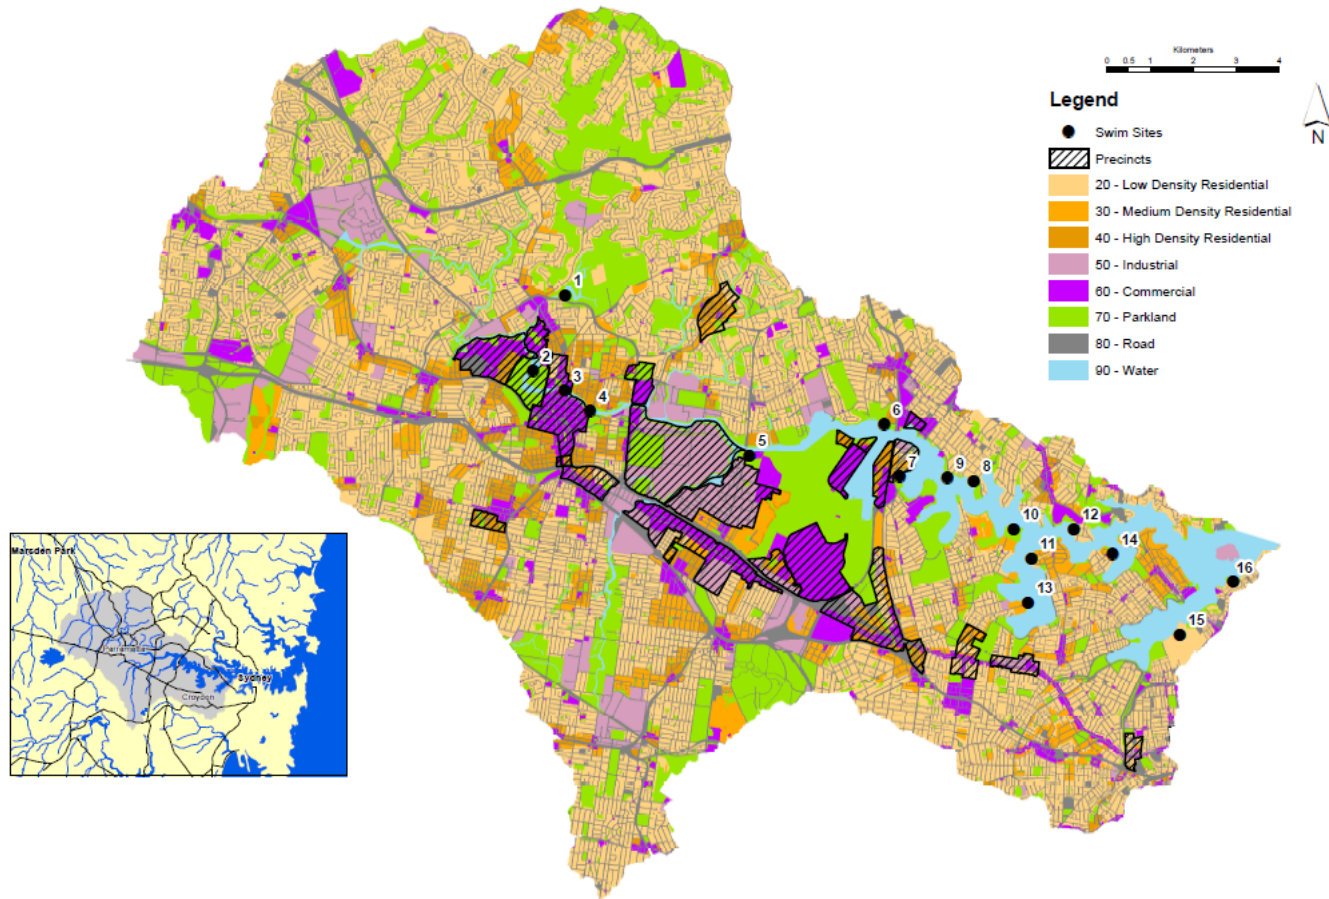 Kilometers
0 0.5 1 2 3 4
Legend
Swim Sites
Precincts
20 - Low Density Residential
30 - Medium Density Residential
40 - High Density Residential
50 - Industrial
60 - Commercial
70 - Parkland
80 - Road
90 - Water
N
1
2
3
4
5
6
7
9
8
10
12
11
14
13
16
15
Marsden Park
Parramatta
Sydney
Croydon